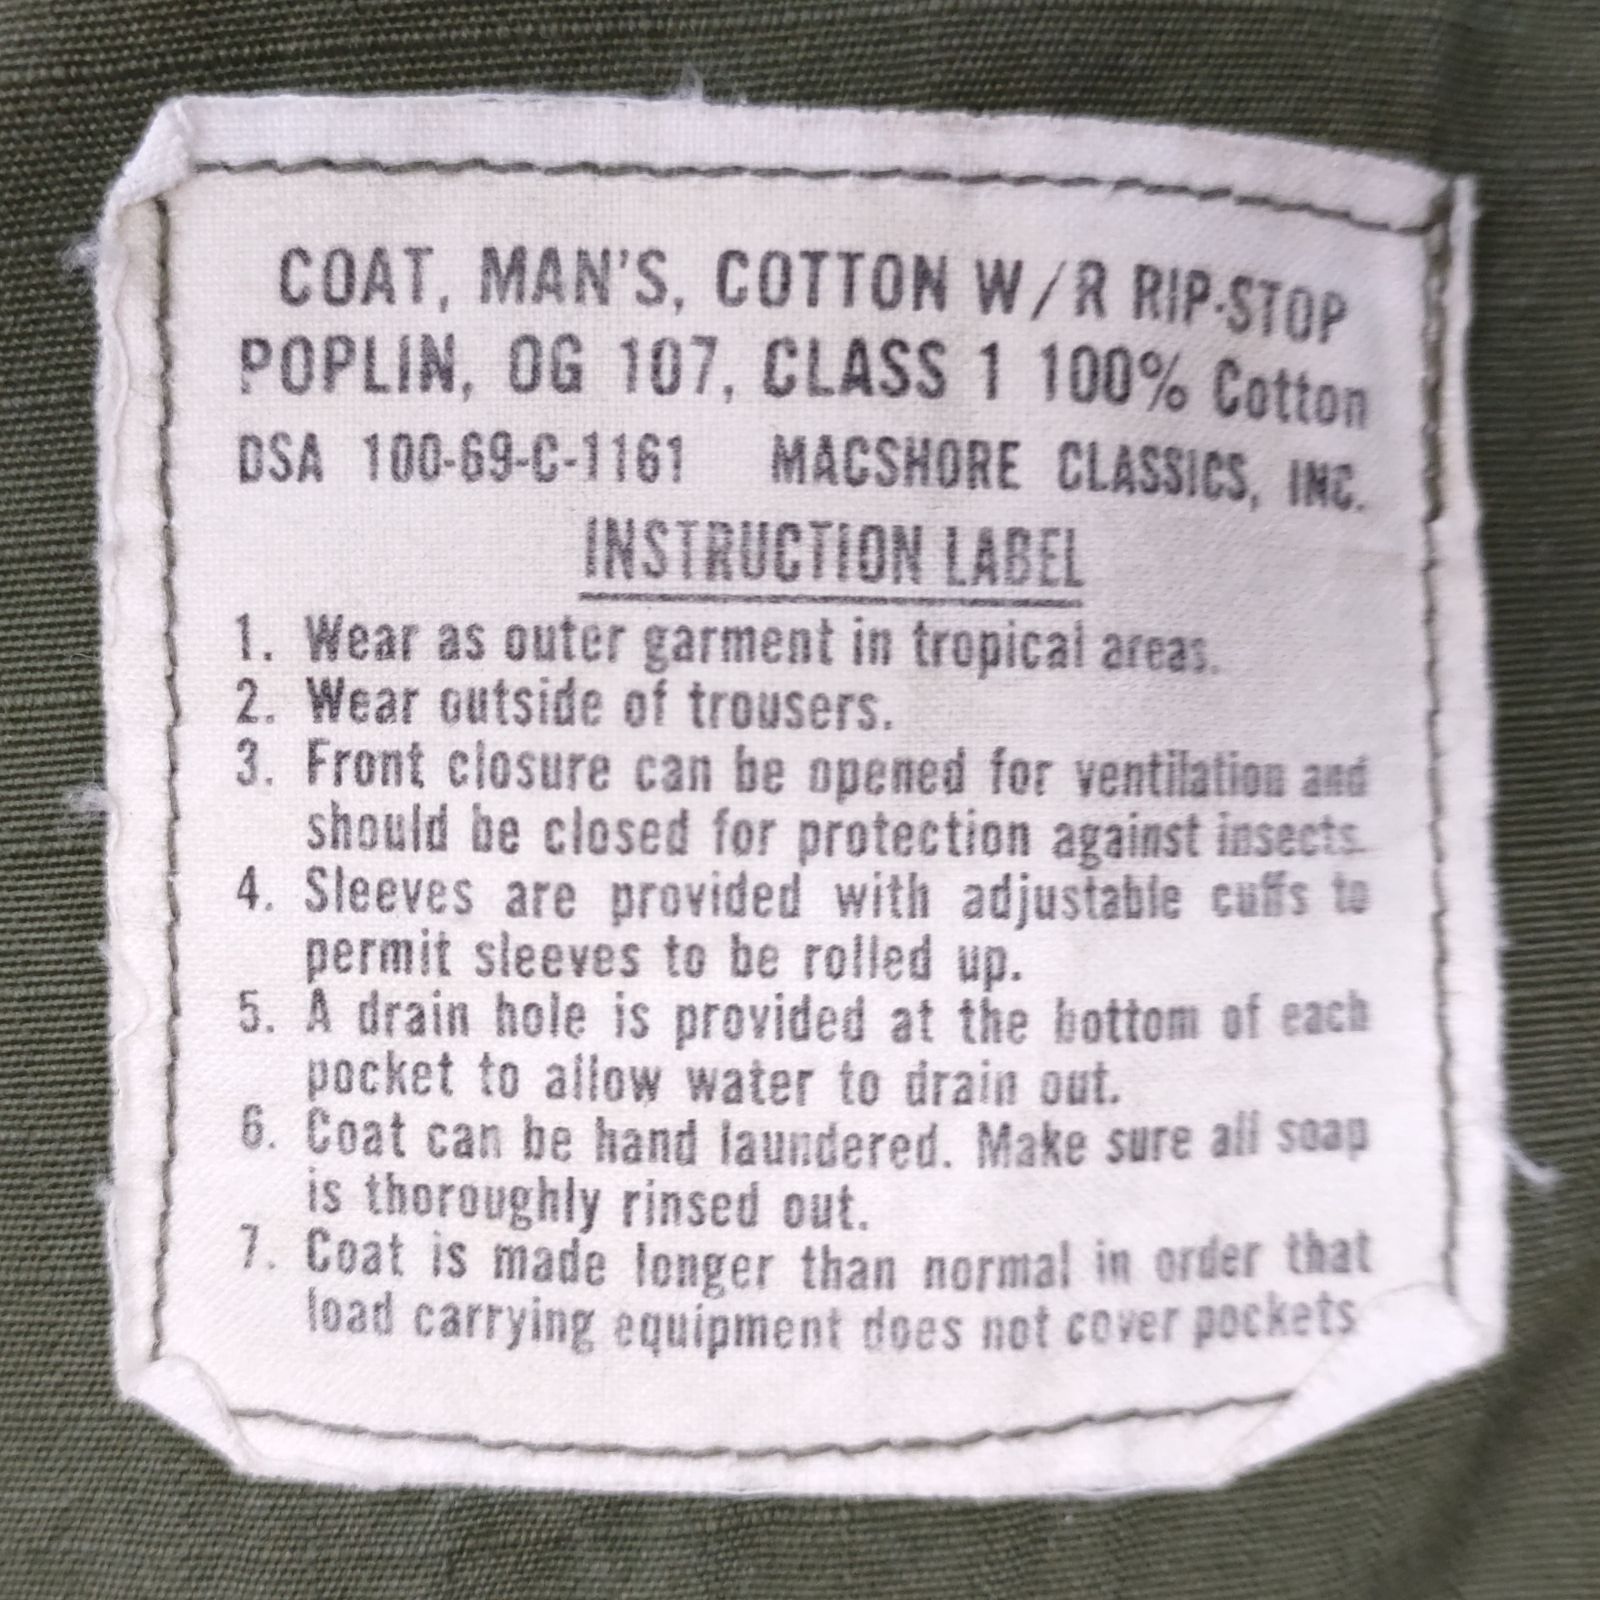 COAT, MAN'S, COTTON W/R RIP-STOP
POPLIN, OG 107, CLASS 1 100% Cotton
DSA 100-69-C-1161 MACSHORE CLASSICS, INC.
INSTRUCTION LABEL
1. Wear as outer garment in tropical areas.
2. Wear outside of trousers.
3. Front closure can be opened for ventilation and
should be closed for protection against insects.
4. Sleeves are provided with adjustable cuffs to
permit sleeves to be rolled up.
5. A drain hole is provided at the bottom of each
pocket to allow water to drain out.
6. Coat can be hand laundered. Make sure all soap
is thoroughly rinsed out.
7. Coat is made longer than normal in order that
load carrying equipment does not cover pockets